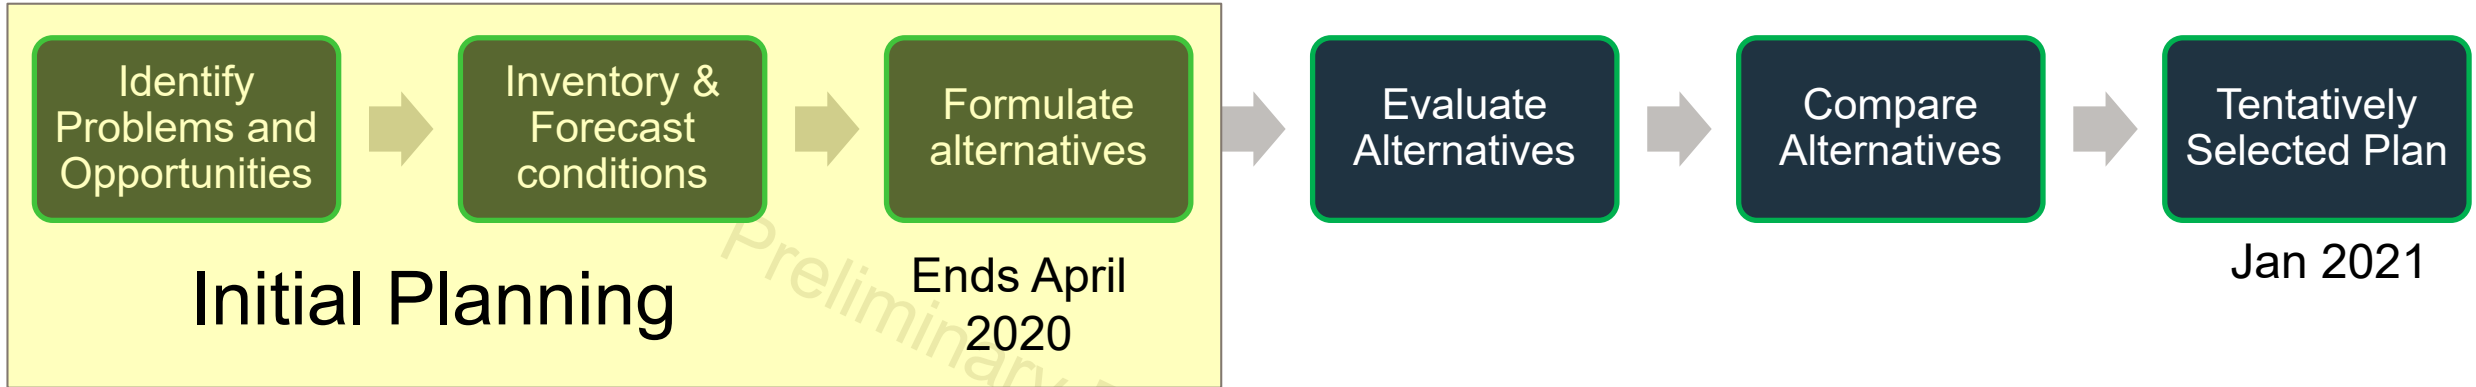 Identify
Problems and
Opportunities
Inventory &
Forecast
conditions
Formulate
alternatives
Evaluate
Alternatives
Compare
Alternatives
Tentatively
Selected Plan
Initial Planning
Ends April
2020
Jan 2021
Preliminary